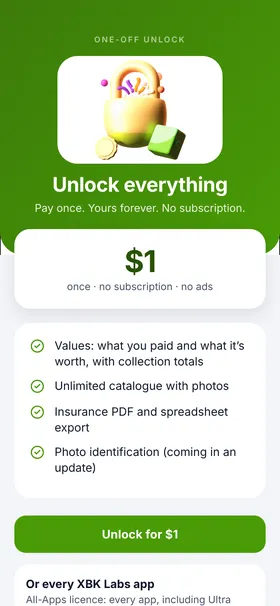 ONE-OFF UNLOCK
Unlock everything
Pay once. Yours forever. No subscription.
$1
once · no subscription · no ads
Values: what you paid and what it's
worth, with collection totals
Unlimited catalogue with photos
Insurance PDF and spreadsheet
export
Photo identification (coming in an
update)
Unlock for $1
Or every XBK Labs app
All-Apps licence: every app, including Ultra